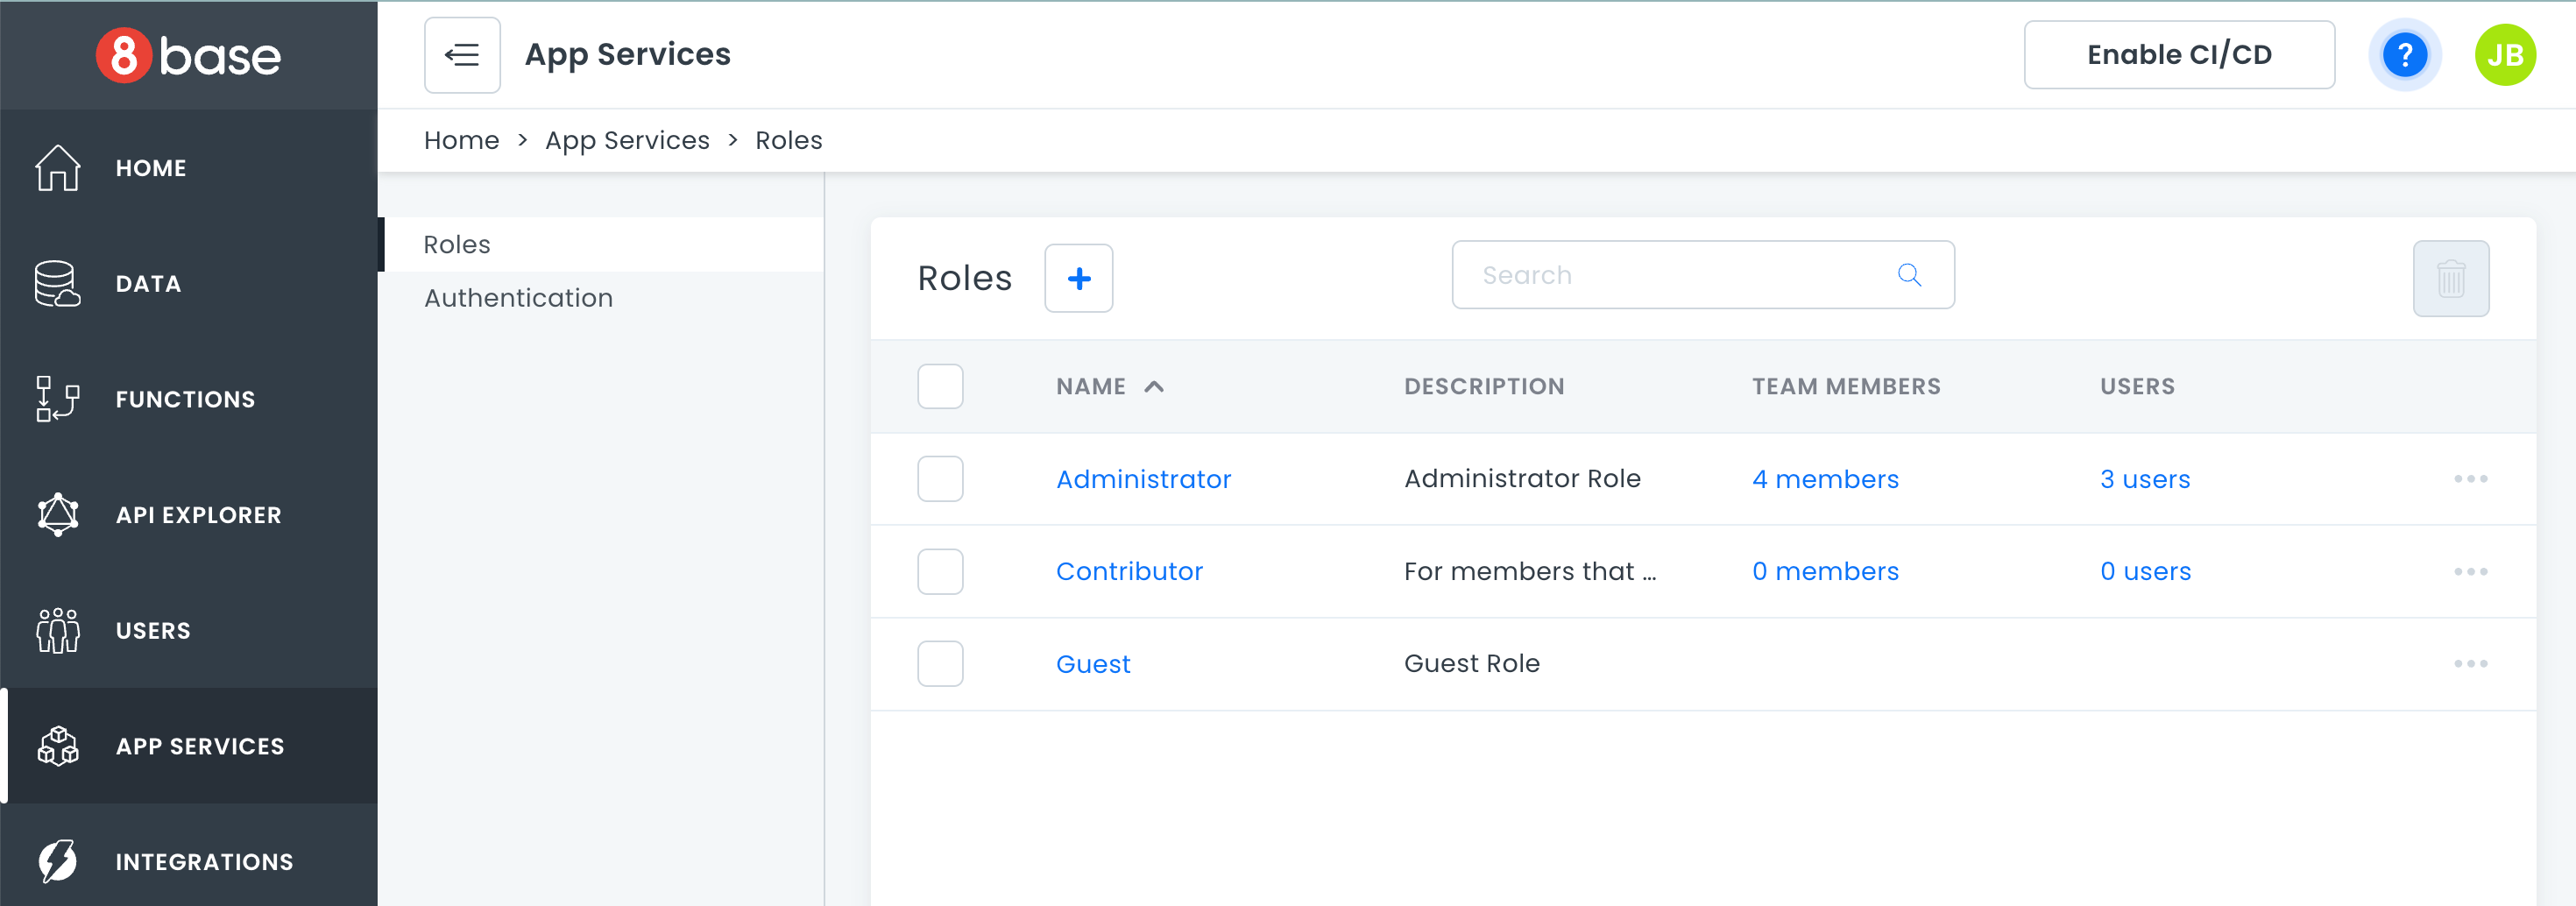 8base
App Services
Enable CI/CD
?
JB
Home > App Services > Roles
HOME
DATA
FUNCTIONS
API EXPLORER
USERS
APP SERVICES
INTEGRATIONS
Roles
Authentication
Roles
+
Search
NAME DESCRIPTION TEAM MEMBERS USERS
Administrator Administrator Role 4 members 3 users
Contributor For members that ... 0 members 0 users
Guest Guest Role